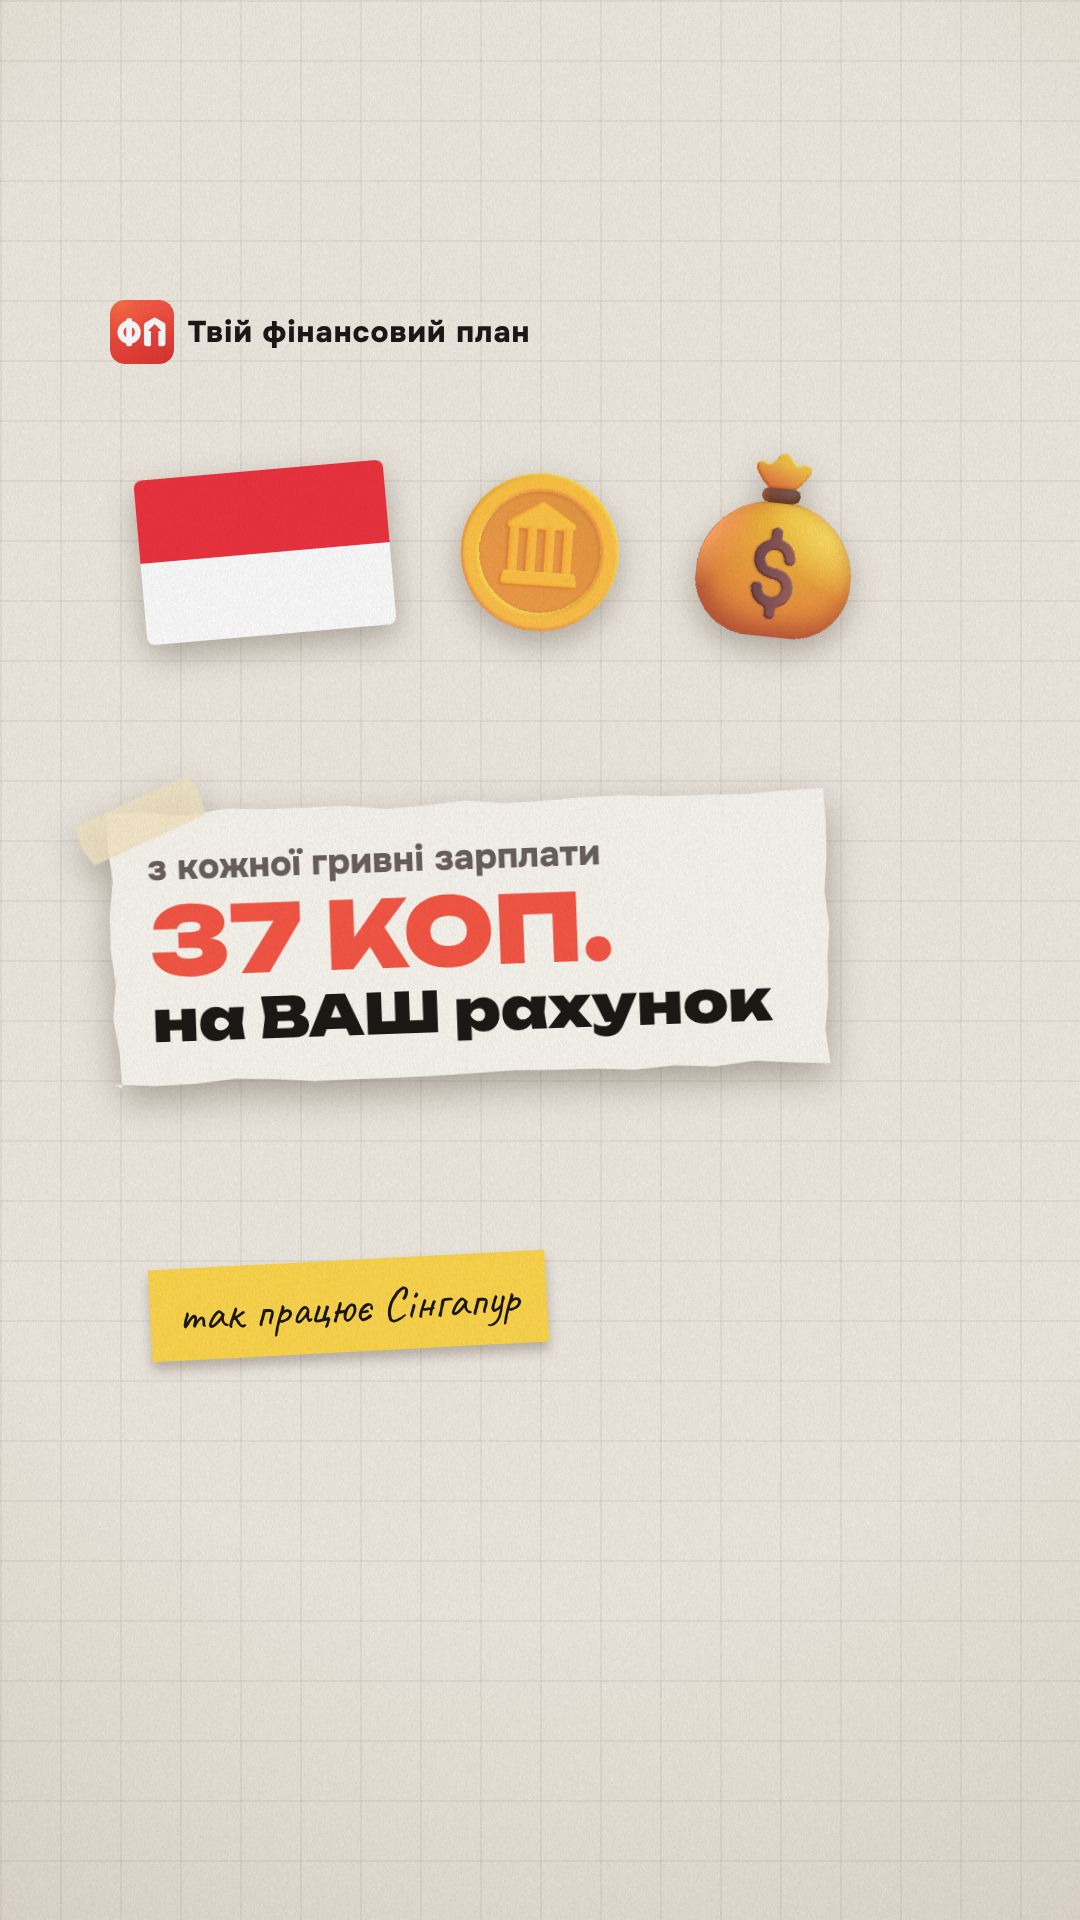 ФП Твій фінансовий план
$
з кожної гривні зарплати
37 КОП.
на ВАШ рахунок
так працює Сінгапур